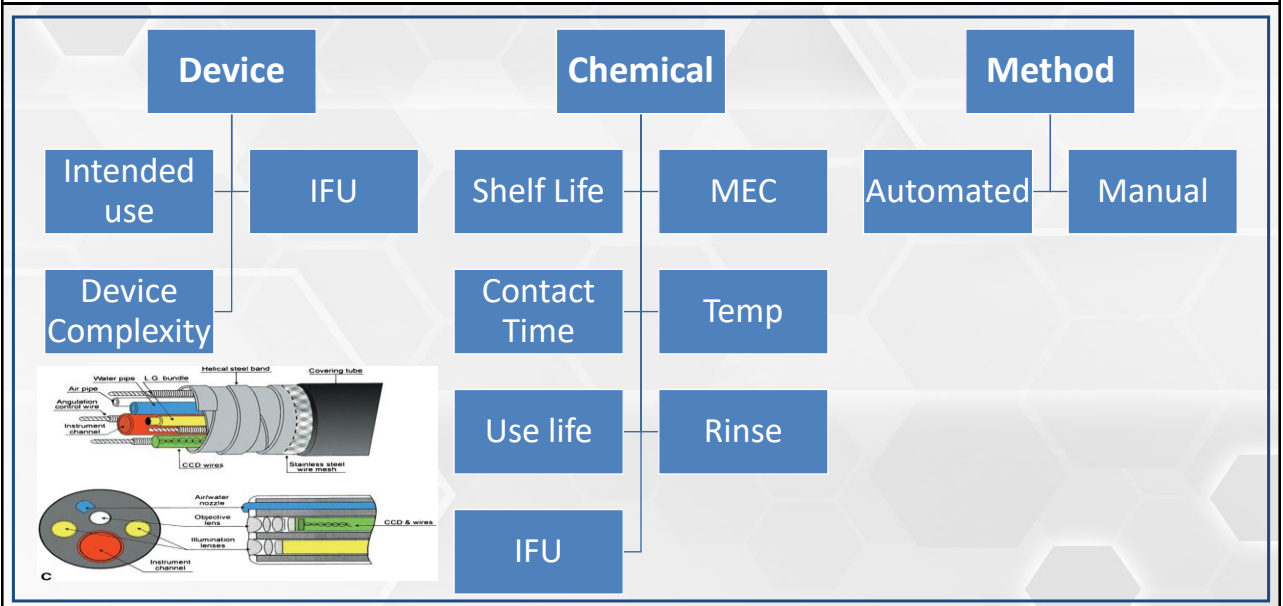 Device
Intended
use
IFU
Device
Complexity
Chemical
Shelf Life
MEC
Contact
Time
Temp
Use life
Rinse
IFU
Method
Automated
Manual
Helical steel band
Covering tube
Water pipe
L.G. bundle
Air pipe
Angulation
control wire
Instrument
channel
CCD wires
Stainless steel
wire mesh
Air/water
nozzle
Objective
lens
CCD & wires
Illumination
lenses
Instrument
channel
C